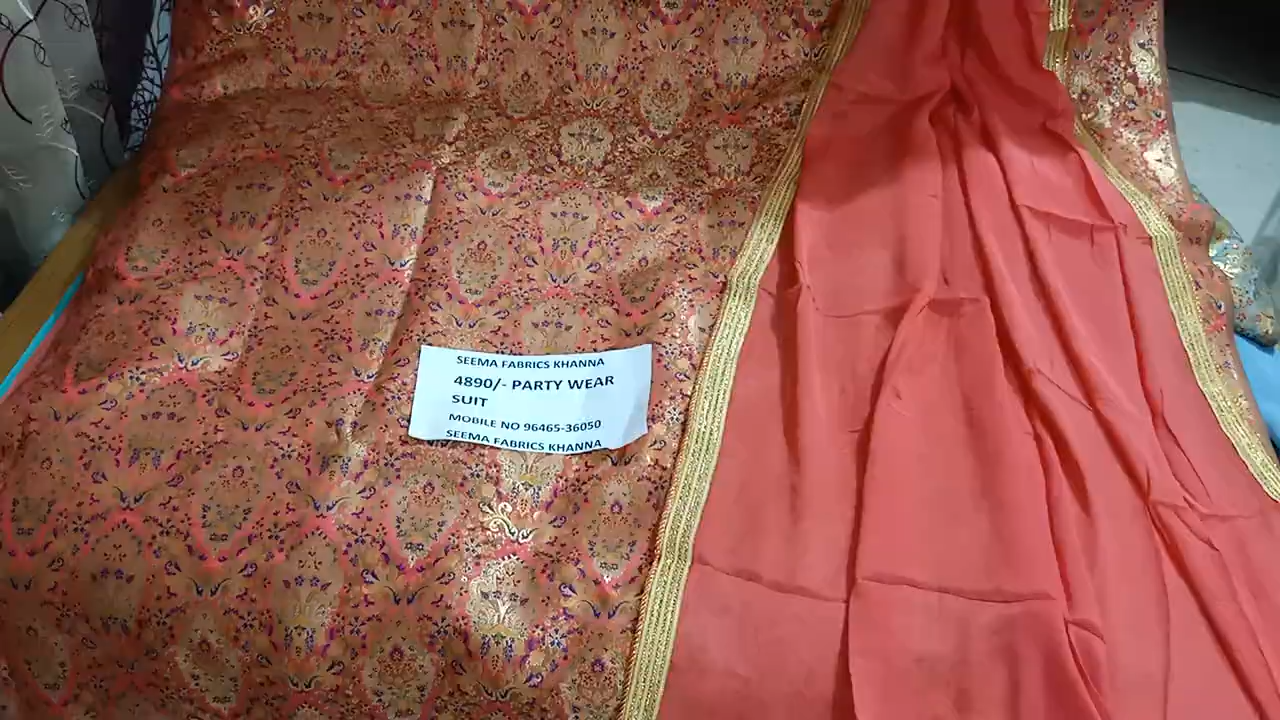 SEEMA FABRICS KHANNA
4890/- PARTY WEAR
SUIT
MOBILE NO 96465-36050
SEEMA FABRICS KHANNA